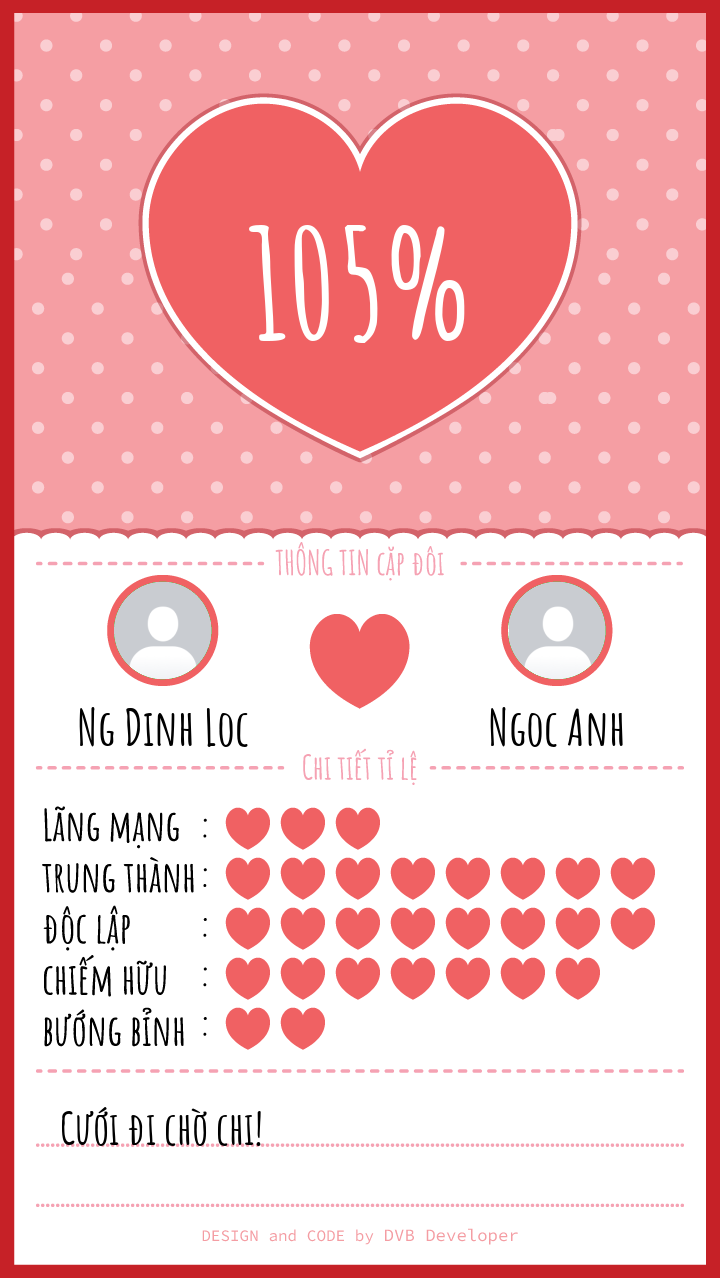 105%
THÔNG TIN CẶP ĐÔI
NG DINH LOC
NGOC ANH
CHI TIẾT TỈ LỆ
LÃNG MẠNG :
TRUNG THÀNH :
ĐỘC LẬP :
CHIẾM HỮU :
BƯỚNG BỈNH :
CƯỚI ĐI CHỜ CHI!
DESIGN and CODE by DVB Developer